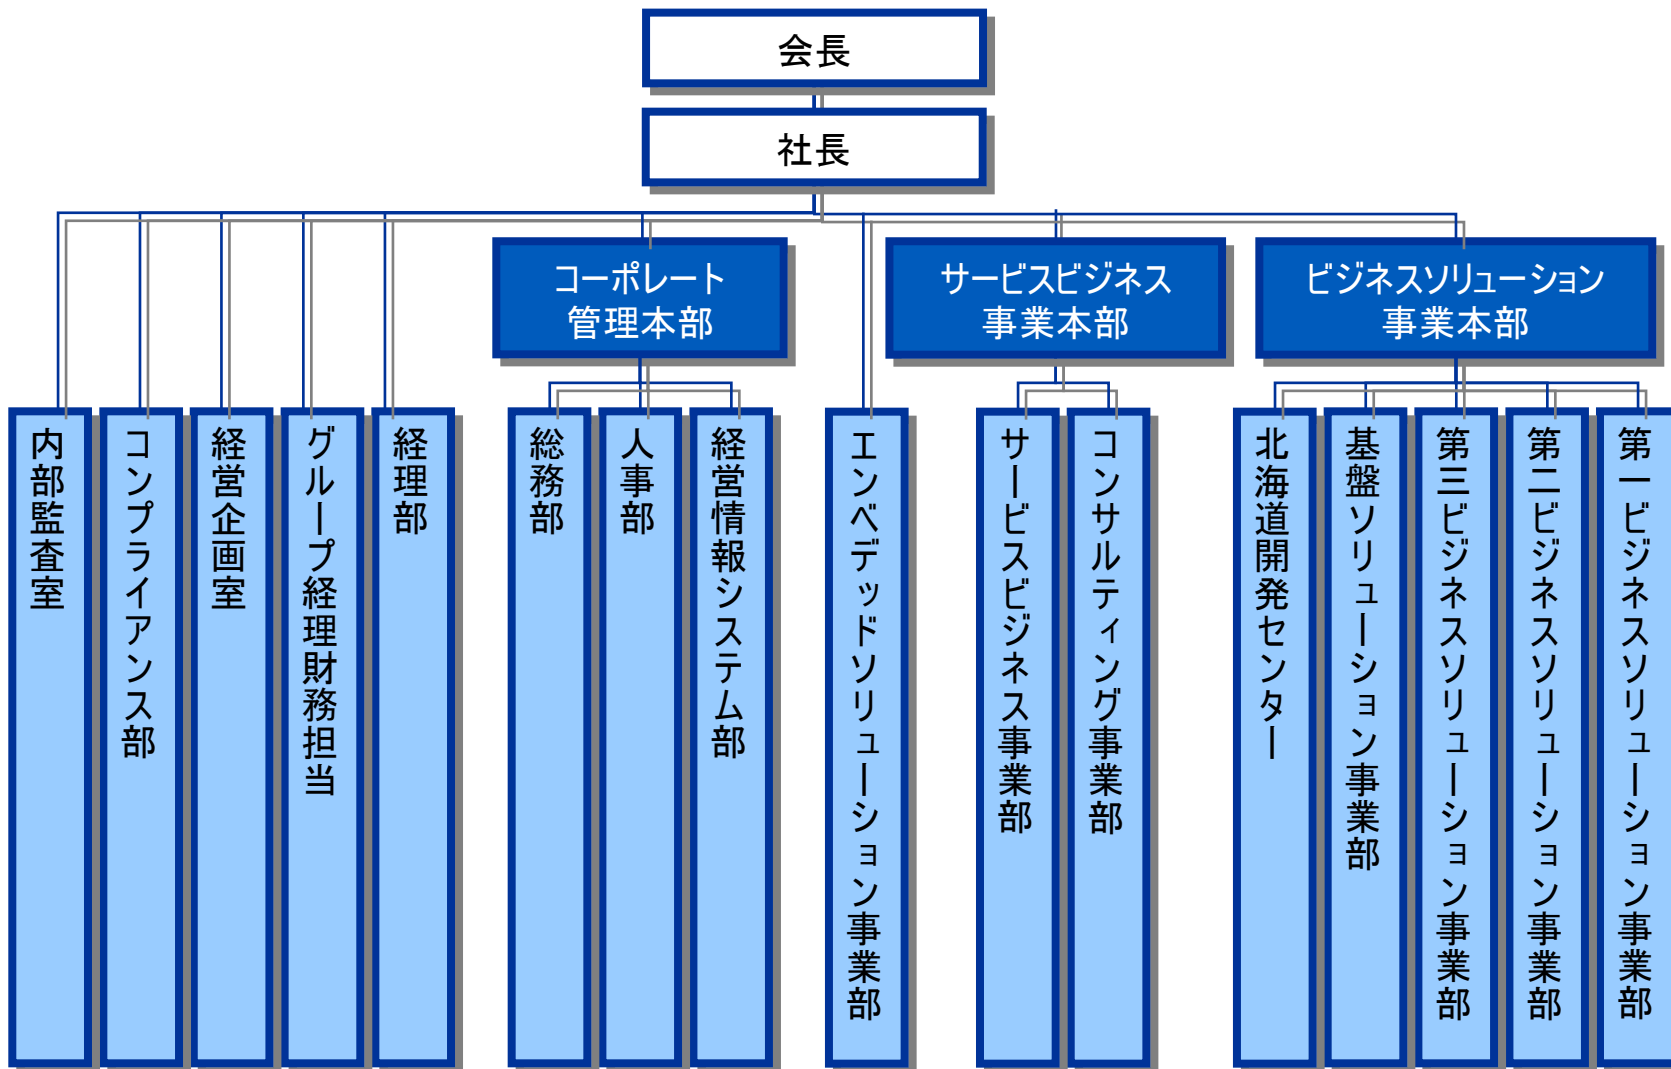 会長
社長
コーポレート
管理本部
サービスビジネス
事業本部
ビジネスソリューション
事業本部
内部監査室
コンプライアンス部
経営企画室
グループ経理財務担当
経理部
総務部
人事部
経営情報システム部
エンベデッドソリューション事業部
サービスビジネス事業部
コンサルティング事業部
北海道開発センター
基盤ソリューション事業部
第三ビジネスソリューション事業部
第二ビジネスソリューション事業部
第一ビジネスソリューション事業部